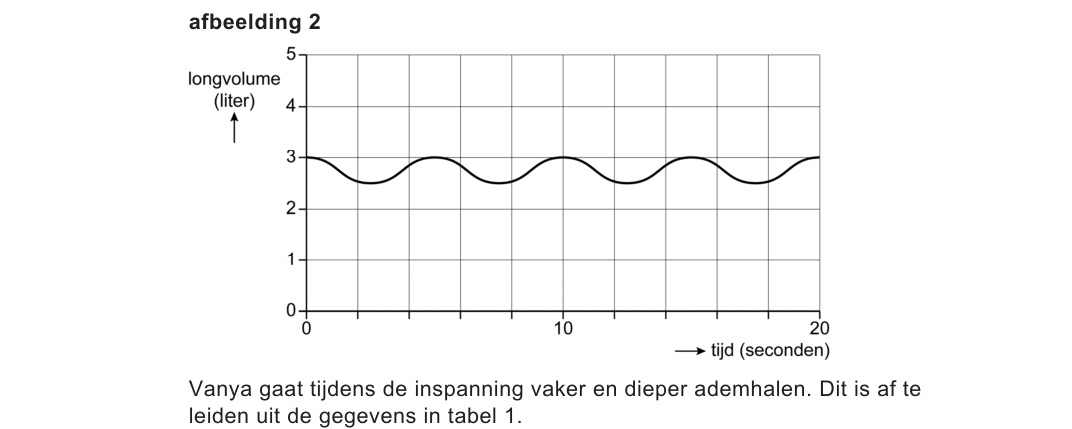 afbeelding 2
5
longvolume
(liter)
4
3
2
1
0
0 10 20
tijd (seconden)
Vanya gaat tijdens de inspanning vaker en dieper ademhalen. Dit is af te
leiden uit de gegevens in tabel 1.